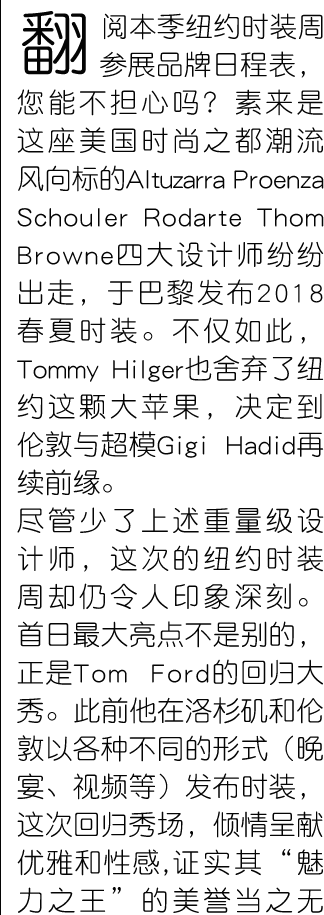 翻阅本季纽约时装周
参展品牌日程表，
您能不担心吗？素来是
这座美国时尚之都潮流
风向标的Altuzarra Proenza
Schouler Rodarte Thom
Browne四大设计师纷纷
出走，于巴黎发布2018
春夏时装。不仅如此，
Tommy Hilger也舍弃了纽
约这颗大苹果，决定到
伦敦与超模Gigi Hadid再
续前缘。
尽管少了上述重量级设
计师，这次的纽约时装
周却仍令人印象深刻。
首日最大亮点不是别的，
正是Tom Ford的回归大
秀。此前他在洛杉矶和伦
敦以各种不同的形式（晚
宴、视频等）发布时装，
这次回归秀场，倾情呈献
优雅和性感,证实其“魅
力之王”的美誉当之无